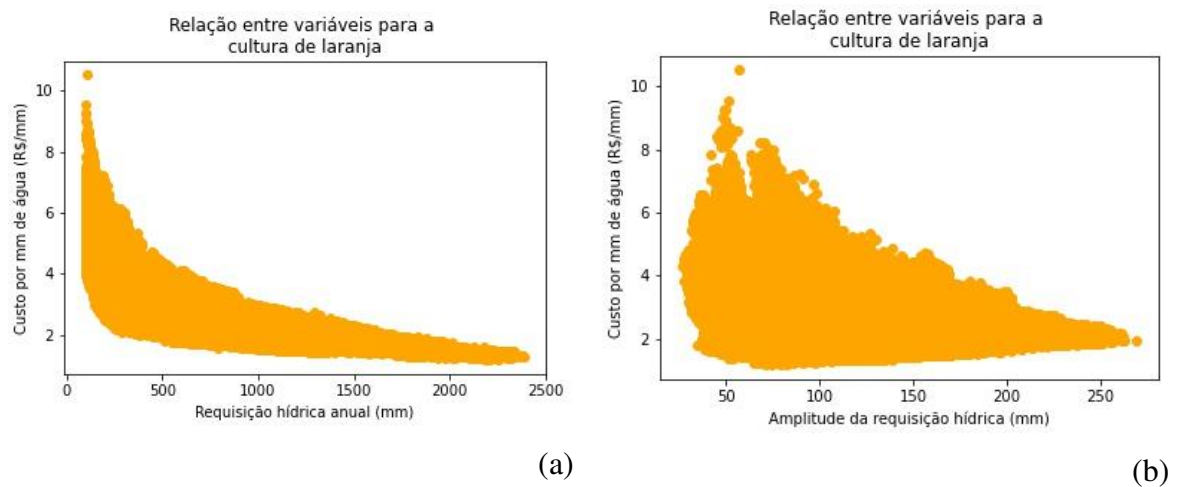 Relação entre variáveis para a
cultura de laranja
Custo por mm de água (R$/mm)
10
8
6
4
2
0
500
1000
1500
2000
2500
Requisição hídrica anual (mm)
(a)
Relação entre variáveis para a
cultura de laranja
Custo por mm de água (R$/mm)
10
8
6
4
2
50
100
150
200
250
Amplitude da requisição hídrica (mm)
(b)